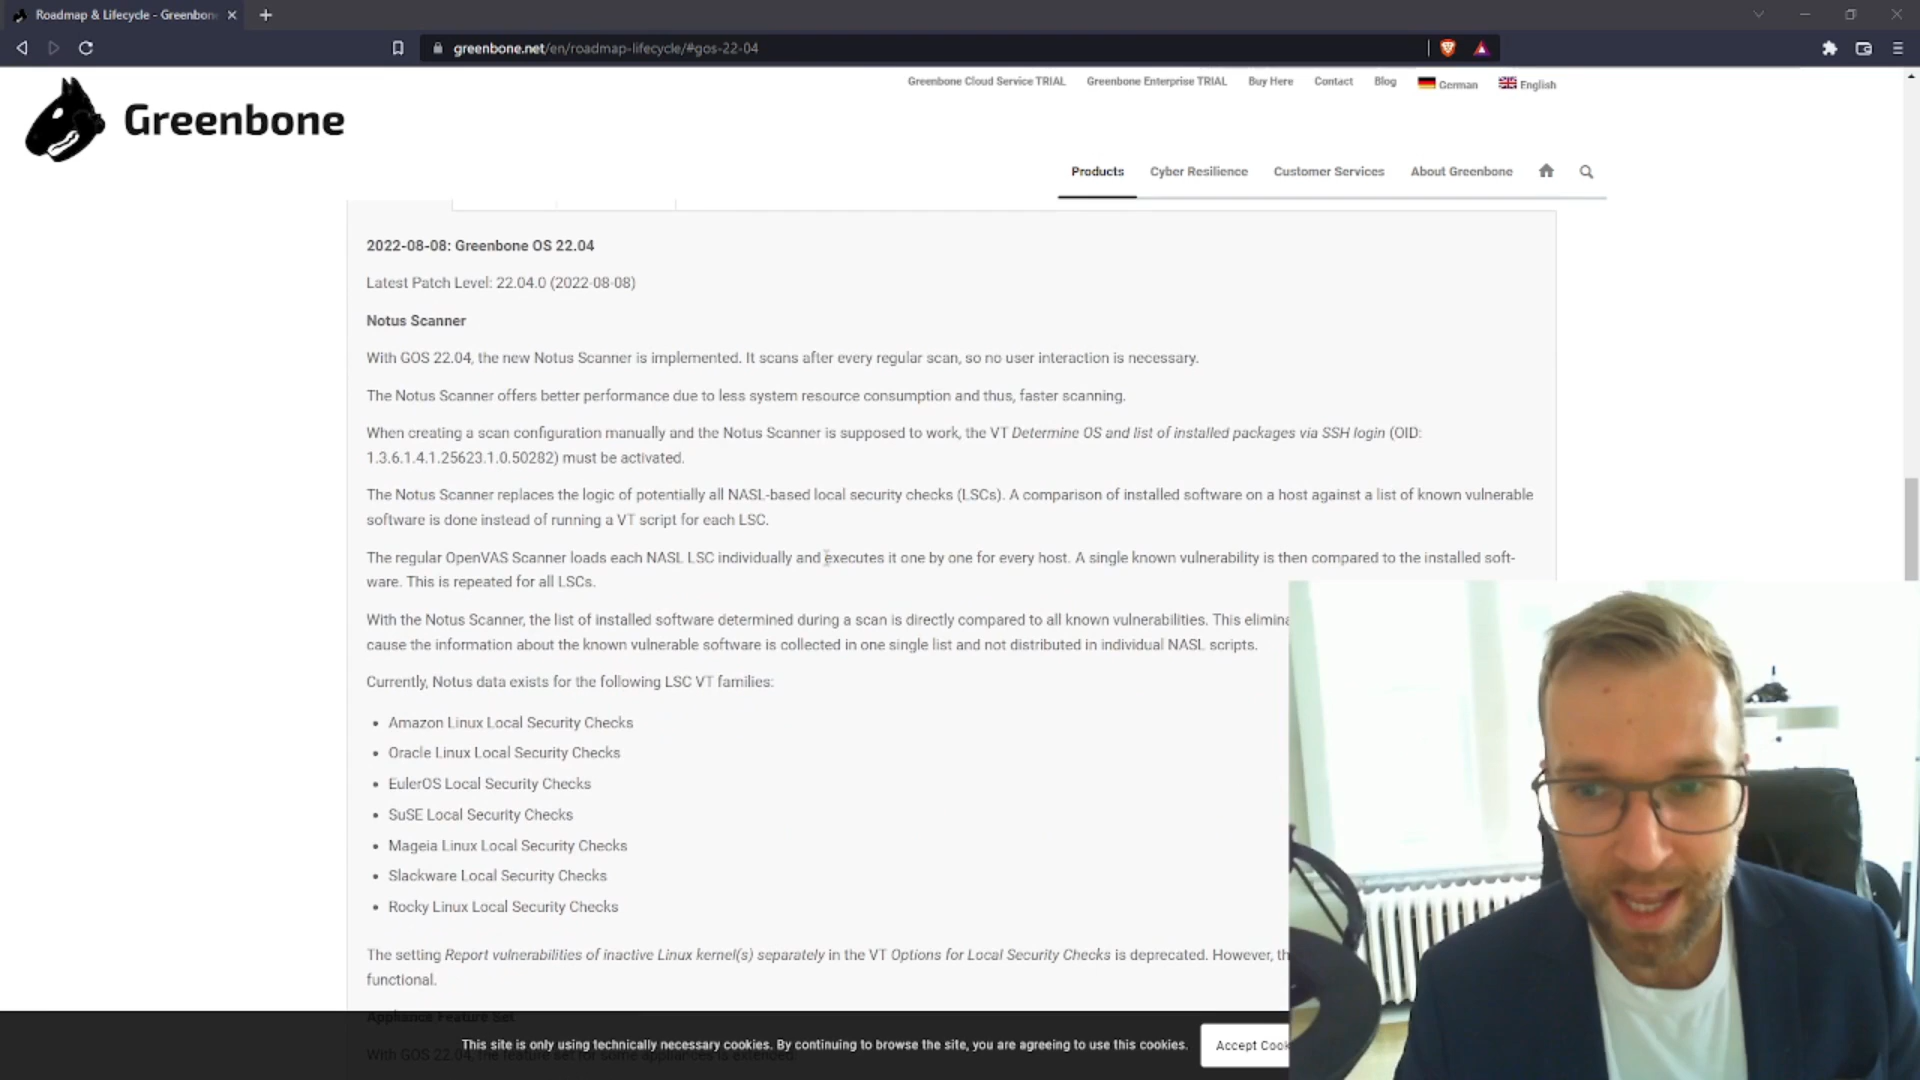 Roadmap & Lifecycle - Greenbon
greenbone.net/en/roadmap-lifecycle/#gos-22-04
Greenbone Cloud Service TRIAL Greenbone Enterprise TRIAL Buy Here Contact Blog German English
Greenbone
Products Cyber Resilience Customer Services About Greenbone
2022-08-08: Greenbone OS 22.04
Latest Patch Level: 22.04.0 (2022-08-08)
Notus Scanner
With GOS 22.04, the new Notus Scanner is implemented. It scans after every regular scan, so no user interaction is necessary.
The Notus Scanner offers better performance due to less system resource consumption and thus, faster scanning.
When creating a scan configuration manually and the Notus Scanner is supposed to work, the VT Determine OS and list of installed packages via SSH login (OID:
1.3.6.1.4.1.25623.1.0.50282) must be activated.
The Notus Scanner replaces the logic of potentially all NASL-based local security checks (LSCs). A comparison of installed software on a host against a list of known vulnerable
software is done instead of running a VT script for each LSC.
The regular OpenVAS Scanner loads each NASL LSC individually and executes it one by one for every host. A single known vulnerability is then compared to the installed soft-
ware. This is repeated for all LSCs.
With the Notus Scanner, the list of installed software determined during a scan is directly compared to all known vulnerabilities. This elimina
cause the information about the known vulnerable software is collected in one single list and not distributed in individual NASL scripts.
Currently, Notus data exists for the following LSC VT families:
• Amazon Linux Local Security Checks
• Oracle Linux Local Security Checks
• EulerOS Local Security Checks
• SuSE Local Security Checks
• Mageia Linux Local Security Checks
• Slackware Local Security Checks
• Rocky Linux Local Security Checks
The setting Report vulnerabilities of inactive Linux kernel(s) separately in the VT Options for Local Security Checks is deprecated. However, th
functional.
Appliance Feature Set
This site is only using technically necessary cookies. By continuing to browse the site, you are agreeing to use this cookies. Accept Cook
With GOS 22.04, the feature set for some appliances is extended.